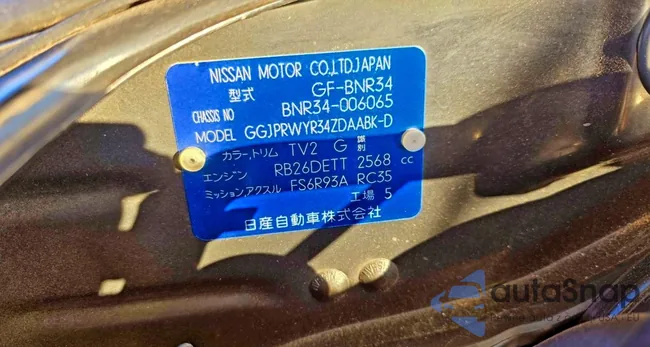 NISSAN MOTOR CO.,LTD.JAPAN
型式 GF-BNR34
CHASSIS NO BNR34-006065
MODEL GGJPRWYR34ZDAABK-D
カラー,トリム TV2 G 識別
エンジン RB26DETT 2568 cc
ミッション,アクスル FS6R93A RC35
工場 5
日産自動車株式会社
autoSnap